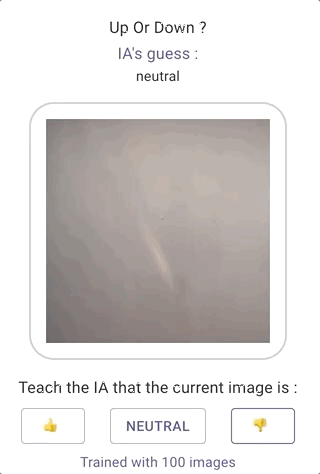 Up Or Down ?
IA's guess :
neutral
Teach the IA that the current image is :
👍 NEUTRAL 👎
Trained with 100 images